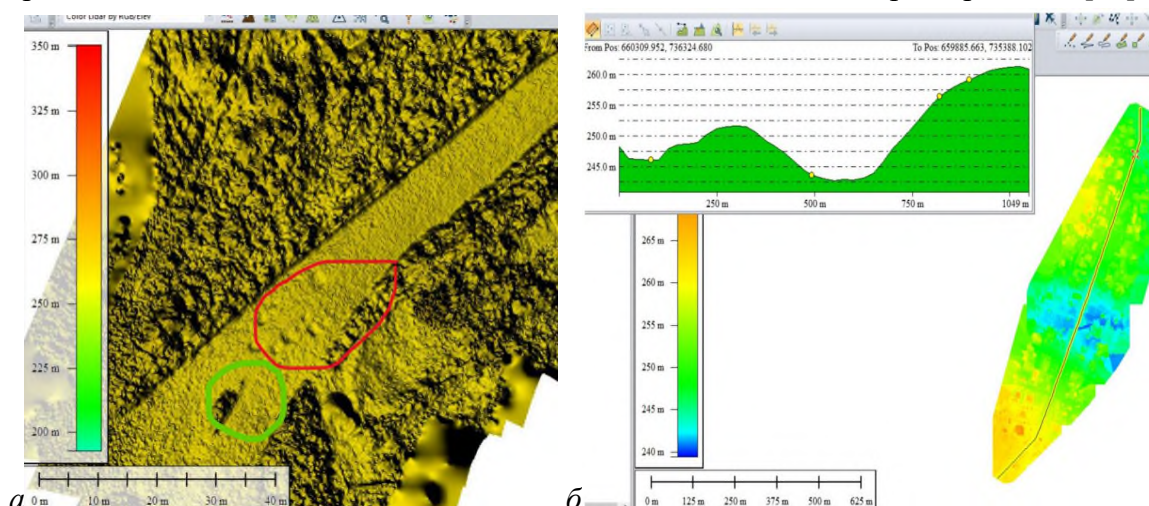 Color Lidar by RGB/Elev
350 m
325 m
300 m
275 m
250 m
225 m
200 m
0 m 10 m 20 m 30 m 40 m
а
From Pos: 660309.952, 736324.680 To Pos: 659885.663, 735388.102
260.0 m
255.0 m
250.0 m
245.0 m
250 m 500 m 750 m 1049 m
265 m
260 m
255 m
250 m
245 m
240 m
0 m 125 m 250 m 375 m 500 m 625 m
б